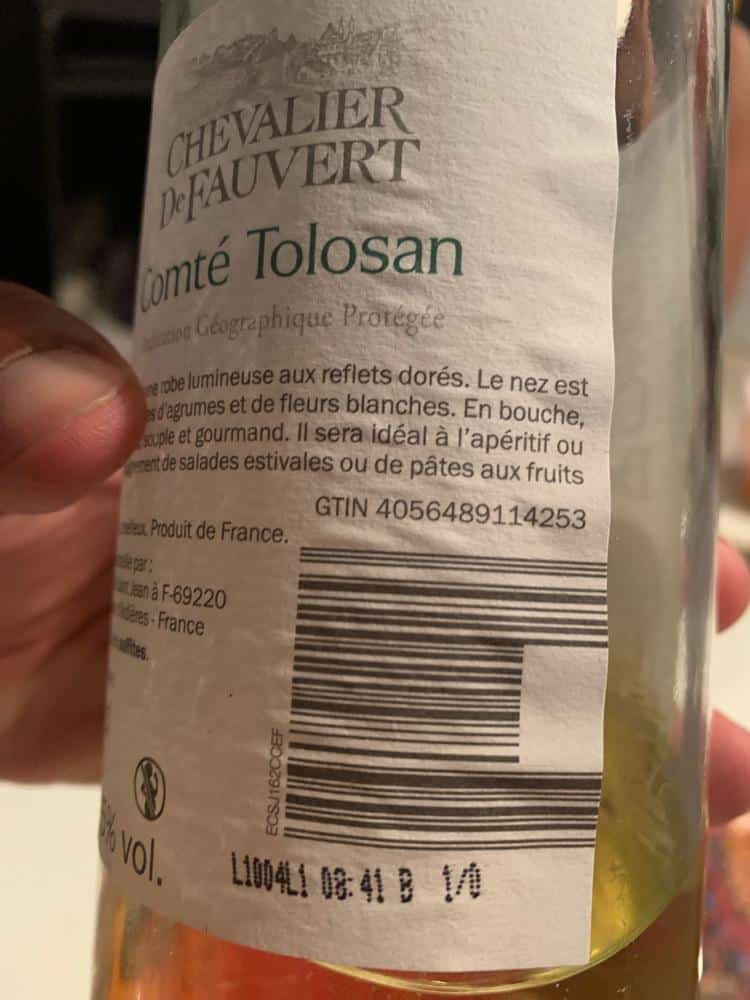 CHEVALIER
De FAUVERT
Comté Tolosan
Géographique Protégée
robe lumineuse aux reflets dorés. Le nez est
d'agrumes et de fleurs blanches. En bouche,
souple et gourmand. Il sera idéal à l'apéritif ou
de salades estivales ou de pâtes aux fruits
GTIN 4056489114253
Produit de France.
par :
Jean à F-69220
- France
sulfites.
ECSJ162CCEF
% vol.
L1004L1 08:41 B 1/0